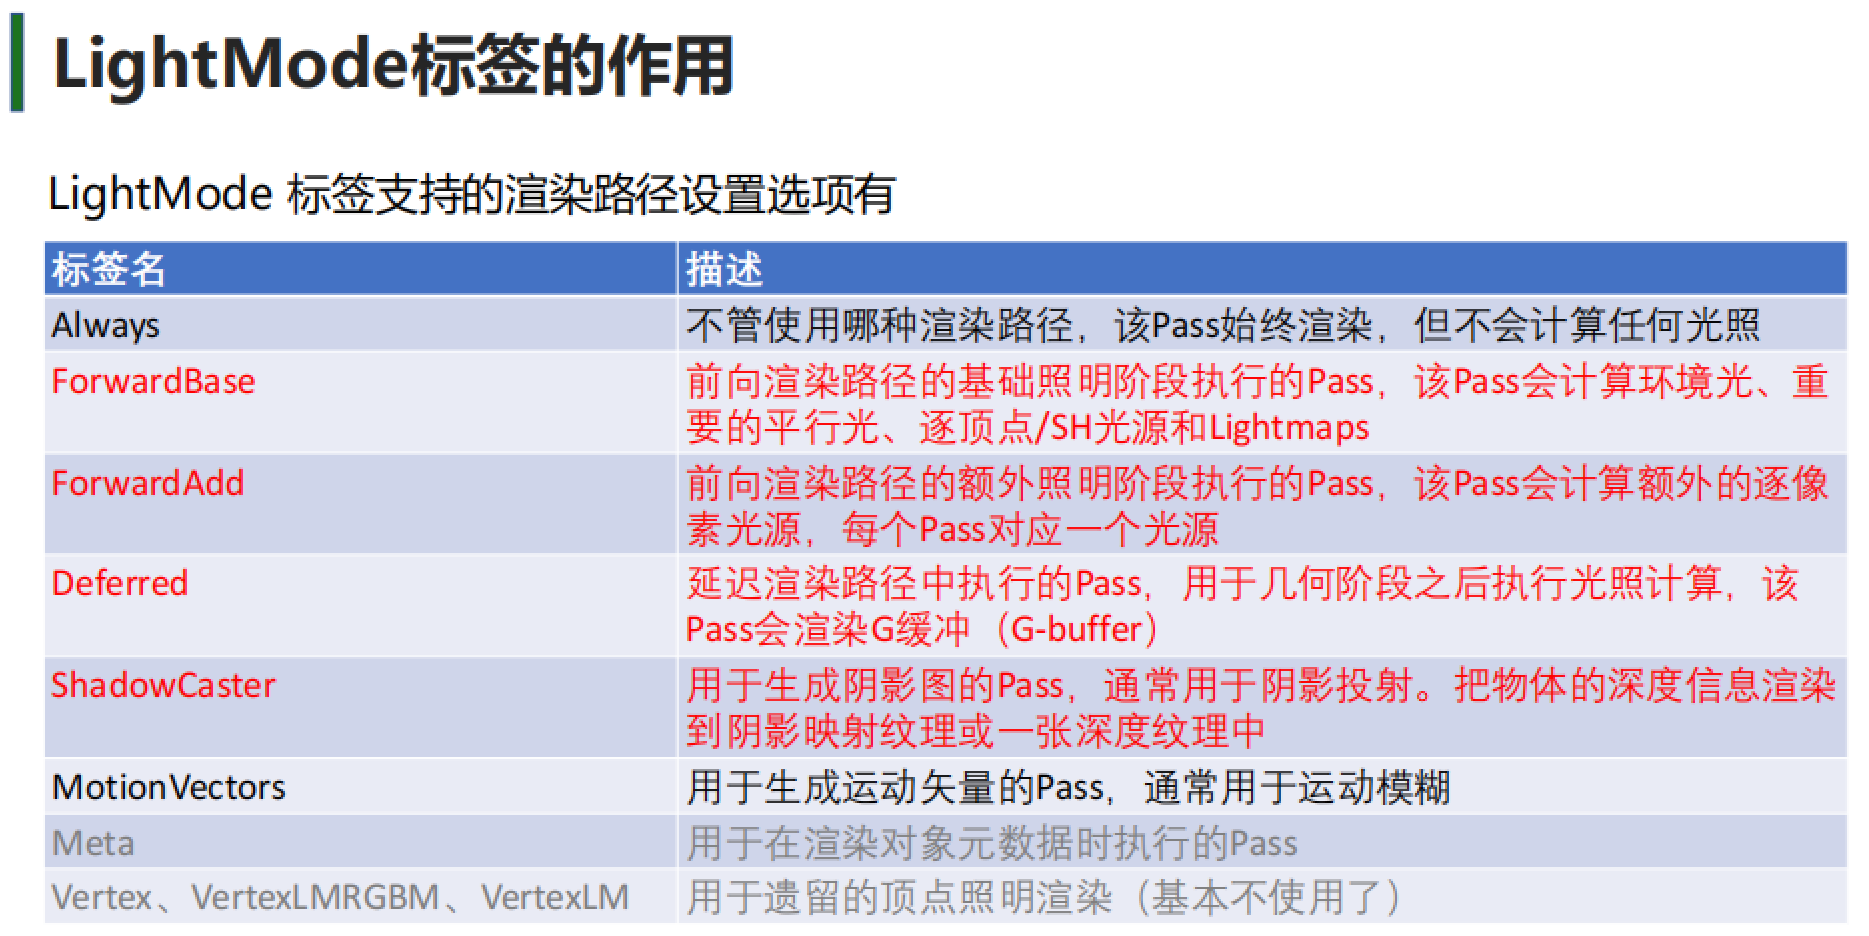 LightMode标签的作用
LightMode 标签支持的渲染路径设置选项有
标签名
描述
Always
不管使用哪种渲染路径，该Pass始终渲染，但不会计算任何光照
ForwardBase
前向渲染路径的基础照明阶段执行的Pass，该Pass会计算环境光、重
要的平行光、逐顶点/SH光源和Lightmaps
ForwardAdd
前向渲染路径的额外照明阶段执行的Pass，该Pass会计算额外的逐像
素光源，每个Pass对应一个光源
Deferred
延迟渲染路径中执行的Pass，用于几何阶段之后执行光照计算，该
Pass会渲染G缓冲（G-buffer）
ShadowCaster
用于生成阴影图的Pass，通常用于阴影投射。把物体的深度信息渲染
到阴影映射纹理或一张深度纹理中
MotionVectors
用于生成运动矢量的Pass，通常用于运动模糊
Meta
用于在渲染对象元数据时执行的Pass
Vertex、VertexLMRGBM、VertexLM
用于遗留的顶点照明渲染（基本不使用了）